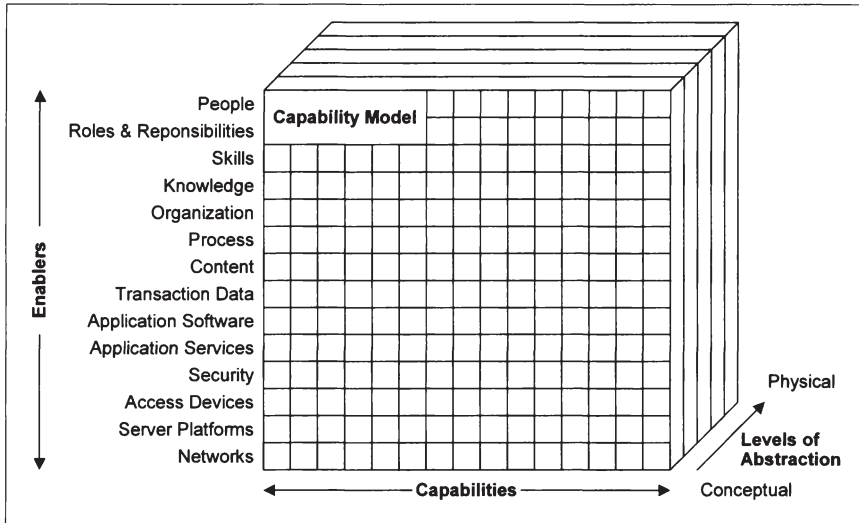 People
Roles & Reponsibilities
Skills
Knowledge
Organization
Process
Content
Transaction Data
Application Software
Application Services
Security
Access Devices
Server Platforms
Networks
Enablers
Capability Model
Capabilities
Physical
Levels of
Abstraction
Conceptual